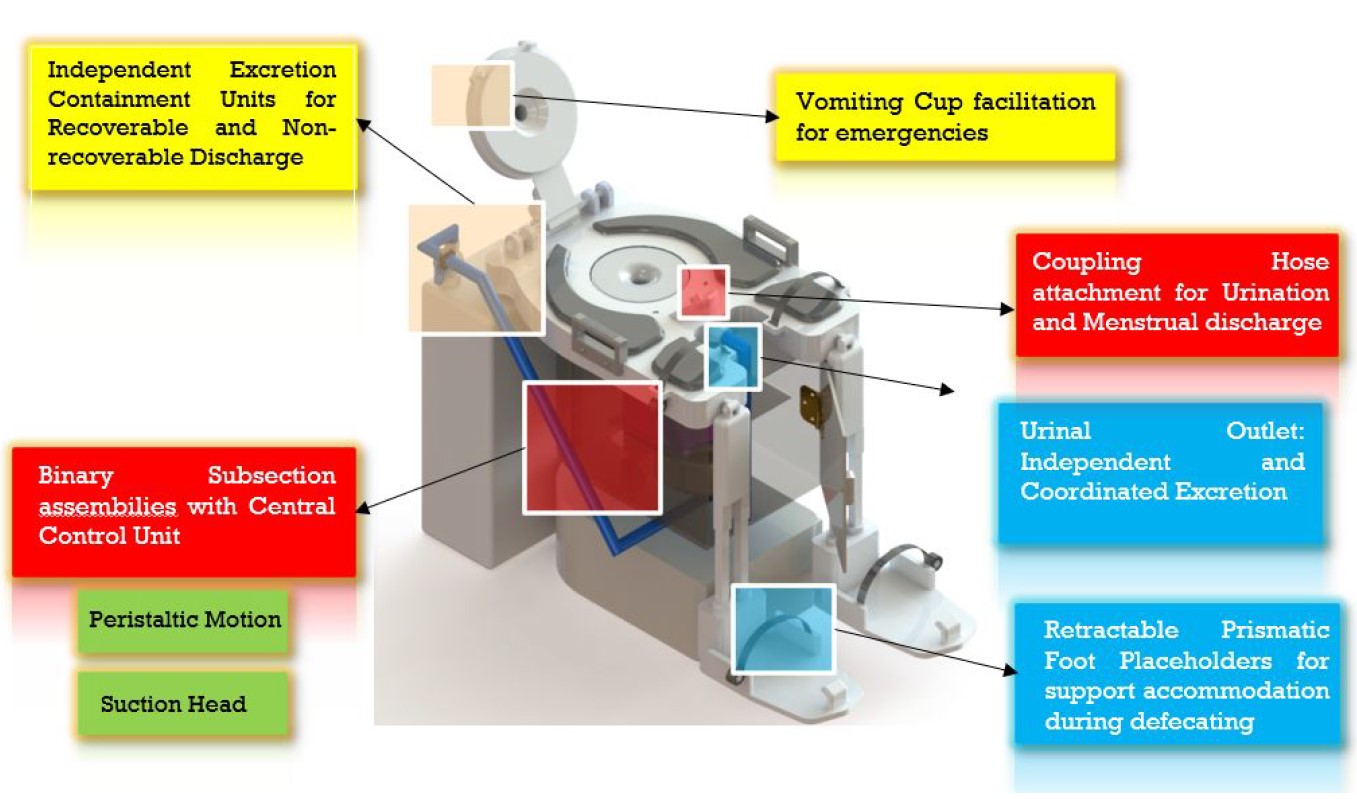 Independent Excretion
Containment Units for
Recoverable and Non-
recoverable Discharge
Vomiting Cup facilitation
for emergencies
Coupling Hose
attachment for Urination
and Menstrual discharge
Urinal Outlet:
Independent and
Coordinated Excretion
Binary Subsection
assembilies with Central
Control Unit
Peristaltic Motion
Suction Head
Retractable Prismatic
Foot Placeholders for
support accommodation
during defecating